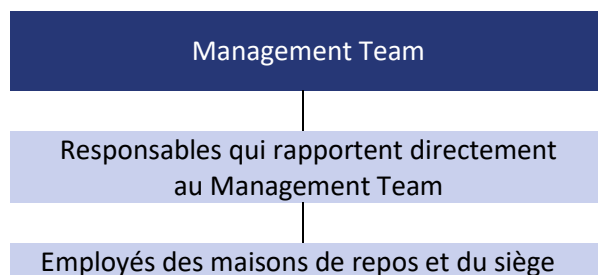 Management Team
Responsables qui rapportent directement
au Management Team
Employés des maisons de repos et du siège